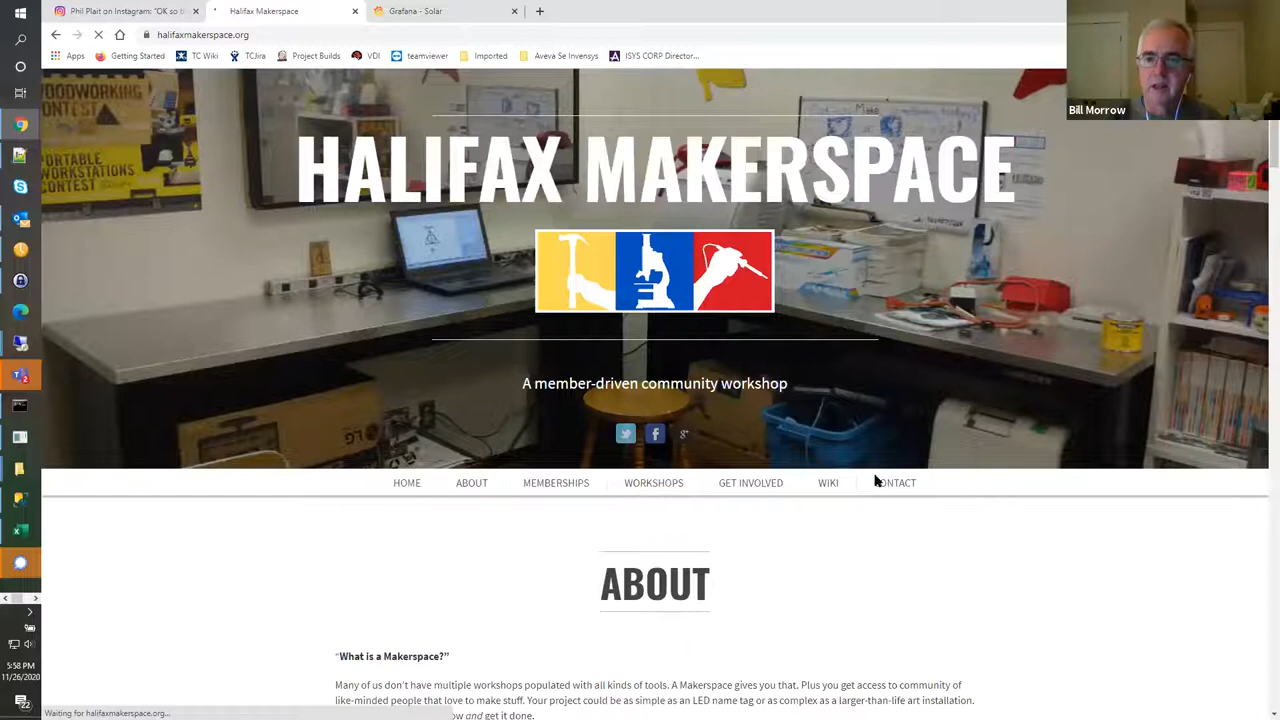 Phil Plait on Instagram: "OK so t
Halifax Makerspace
Grafana - Solar
halifaxmakerspace.org
Apps
Getting Started
TC Wiki
TCJira
Project Builds
VDI
teamviewer
Imported
Aveva Se Invensys
ISYS CORP Director...
Bill Morrow
WOODWORKING
CONTEST
PORTABLE
WORKSTATIONS
CONTEST
HALIFAX MAKERSPACE
LG
A member-driven community workshop
HOME
ABOUT
MEMBERSHIPS
WORKSHOPS
GET INVOLVED
WIKI
CONTACT
ABOUT
"What is a Makerspace?"
Many of us don't have multiple workshops populated with all kinds of tools. A Makerspace gives you that. Plus you get access to community of
like-minded people that love to make stuff. Your project could be as simple as an LED name tag or as complex as a larger-than-life art installation.
ow and get it done.
Waiting for halifaxmakerspace.org...
5:58 PM
11/26/2020
22